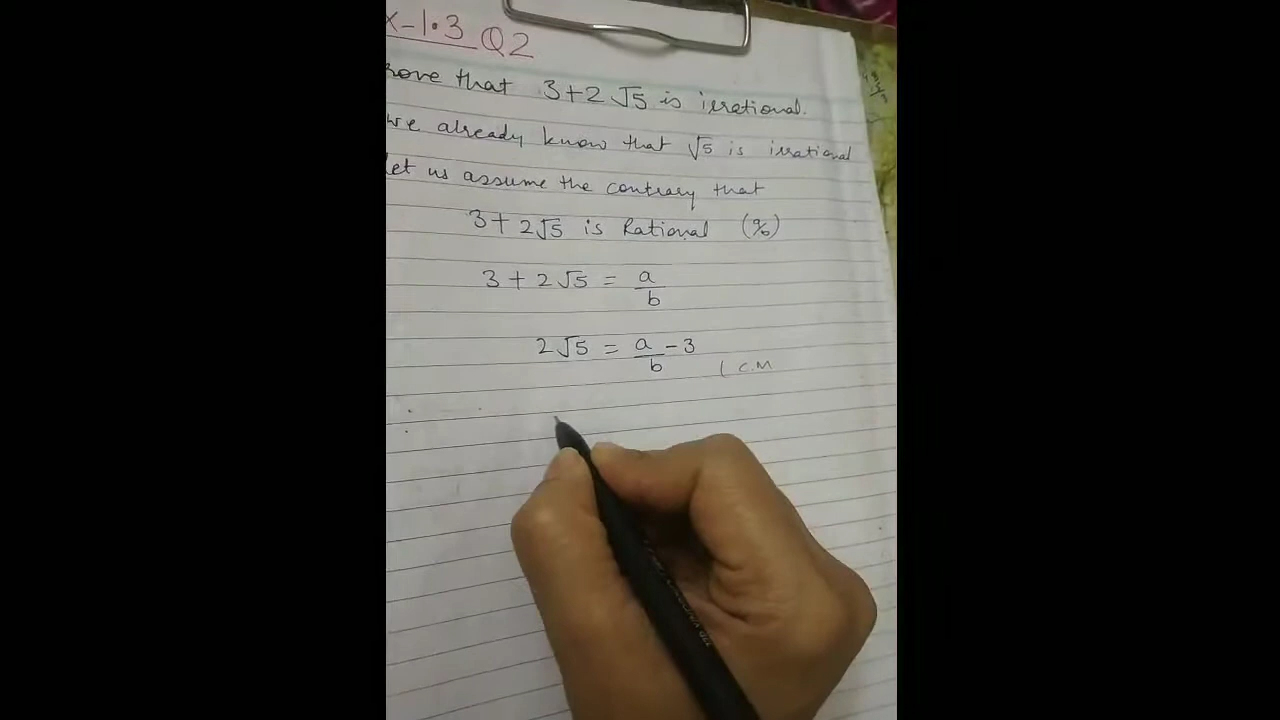 x-1.3 Q2
rove that 3+2√5 is irrational.
We already know that √5 is irrational
let us assume the contrary that
3+2√5 is Rational (%)
3+2√5 = a/b
2√5 = a/b - 3
LCM